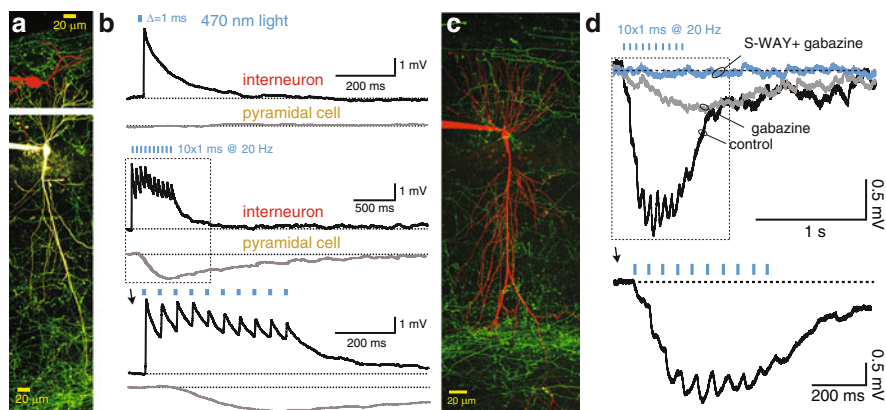 a
20 µm
20 µm
b
Δ=1 ms
470 nm light
interneuron
1 mV
200 ms
pyramidal cell
10x1 ms @ 20 Hz
interneuron
1 mV
500 ms
pyramidal cell
1 mV
200 ms
c
20 µm
d
10x1 ms @ 20 Hz
S-WAY+ gabazine
gabazine
control
0.5 mV
1 s
0.5 mV
200 ms